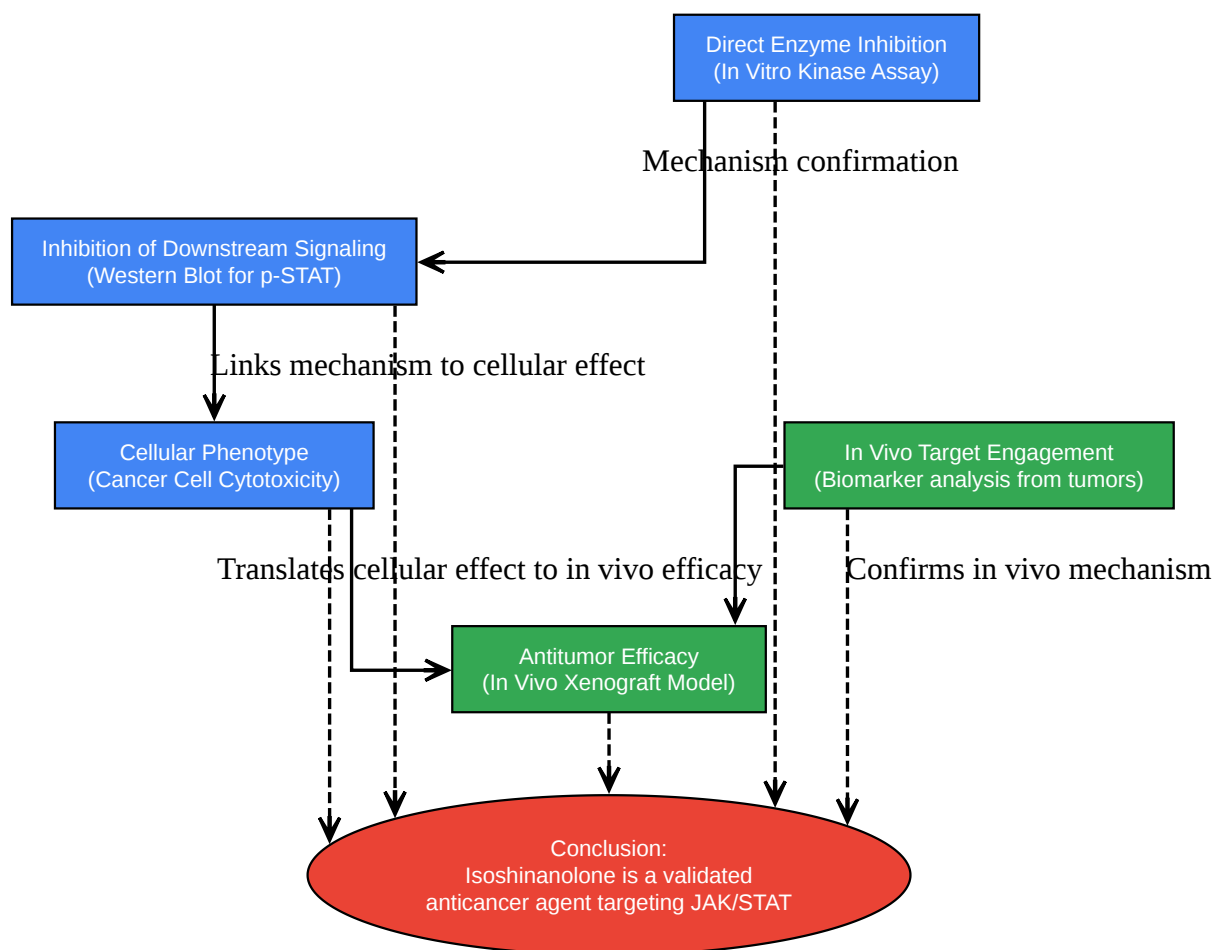 Direct Enzyme Inhibition
(In Vitro Kinase Assay)
Mechanism confirmation
Inhibition of Downstream Signaling
(Western Blot for p-STAT)
Links mechanism to cellular effect
Cellular Phenotype
(Cancer Cell Cytotoxicity)
In Vivo Target Engagement
(Biomarker analysis from tumors)
Translates cellular effect to in vivo efficacy
Confirms in vivo mechanism
Antitumor Efficacy
(In Vivo Xenograft Model)
Conclusion:
Isoshinanolone is a validated
anticancer agent targeting JAK/STAT